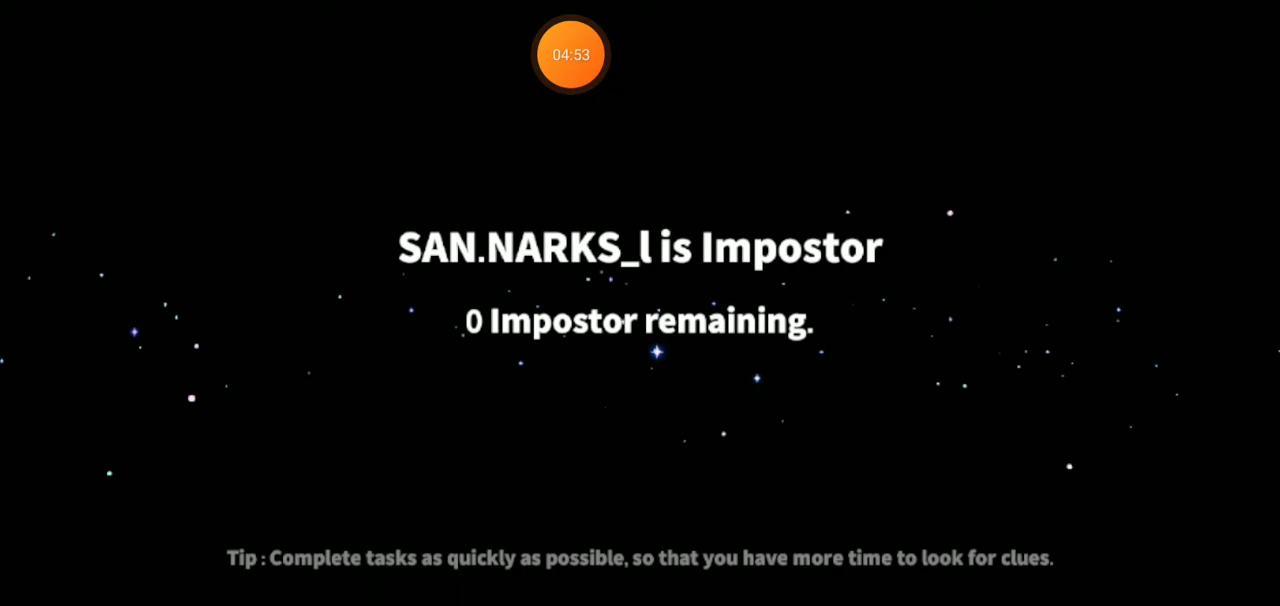 04:53
SAN.NARKS_l is Impostor
0 Impostor remaining.
Tip : Complete tasks as quickly as possible, so that you have more time to look for clues.